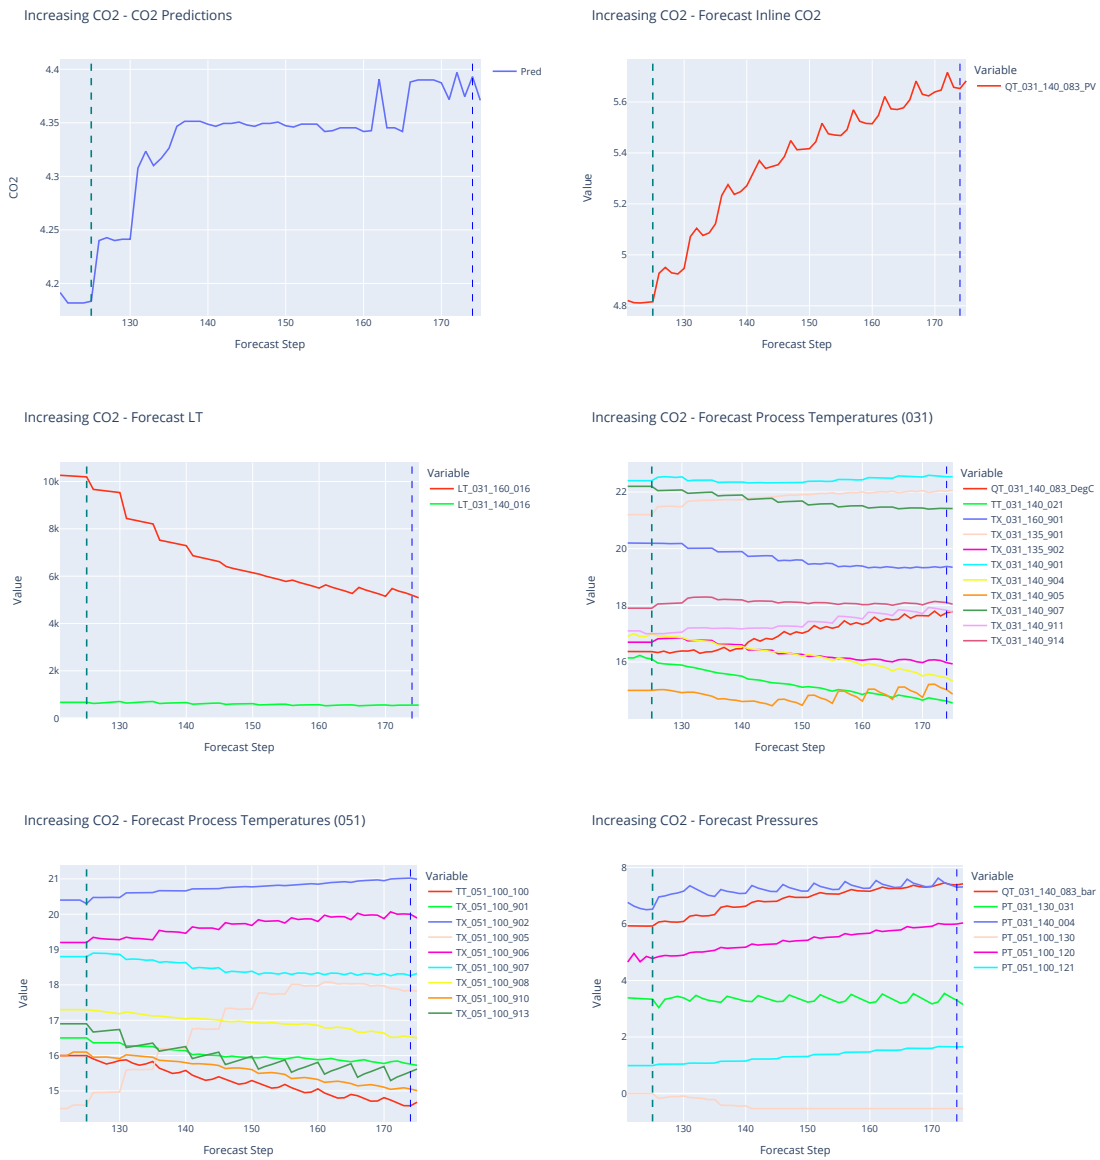 Increasing CO2 - CO2 Predictions
4.4
4.35
4.3
4.25
4.2
CO2
130
140
150
160
170
Forecast Step
Pred
Increasing CO2 - Forecast Inline CO2
5.6
5.4
5.2
5
4.8
Value
130
140
150
160
170
Forecast Step
Variable
QT_031_140_083_PV
Increasing CO2 - Forecast LT
10k
8k
6k
4k
2k
0
Value
130
140
150
160
170
Forecast Step
Variable
LT_031_160_016
LT_031_140_016
Increasing CO2 - Forecast Process Temperatures (031)
22
20
18
16
Value
130
140
150
160
170
Forecast Step
Variable
QT_031_140_083_DegC
TT_031_140_021
TX_031_160_901
TX_031_135_901
TX_031_135_902
TX_031_140_901
TX_031_140_904
TX_031_140_905
TX_031_140_907
TX_031_140_911
TX_031_140_914
Increasing CO2 - Forecast Process Temperatures (051)
21
20
19
18
17
16
15
Value
130
140
150
160
170
Forecast Step
Variable
TT_051_100_100
TX_051_100_901
TX_051_100_902
TX_051_100_905
TX_051_100_906
TX_051_100_907
TX_051_100_908
TX_051_100_910
TX_051_100_913
Increasing CO2 - Forecast Pressures
8
6
4
2
0
Value
130
140
150
160
170
Forecast Step
Variable
QT_031_140_083_bar
PT_031_130_031
PT_031_140_004
PT_051_100_130
PT_051_100_120
PT_051_100_121